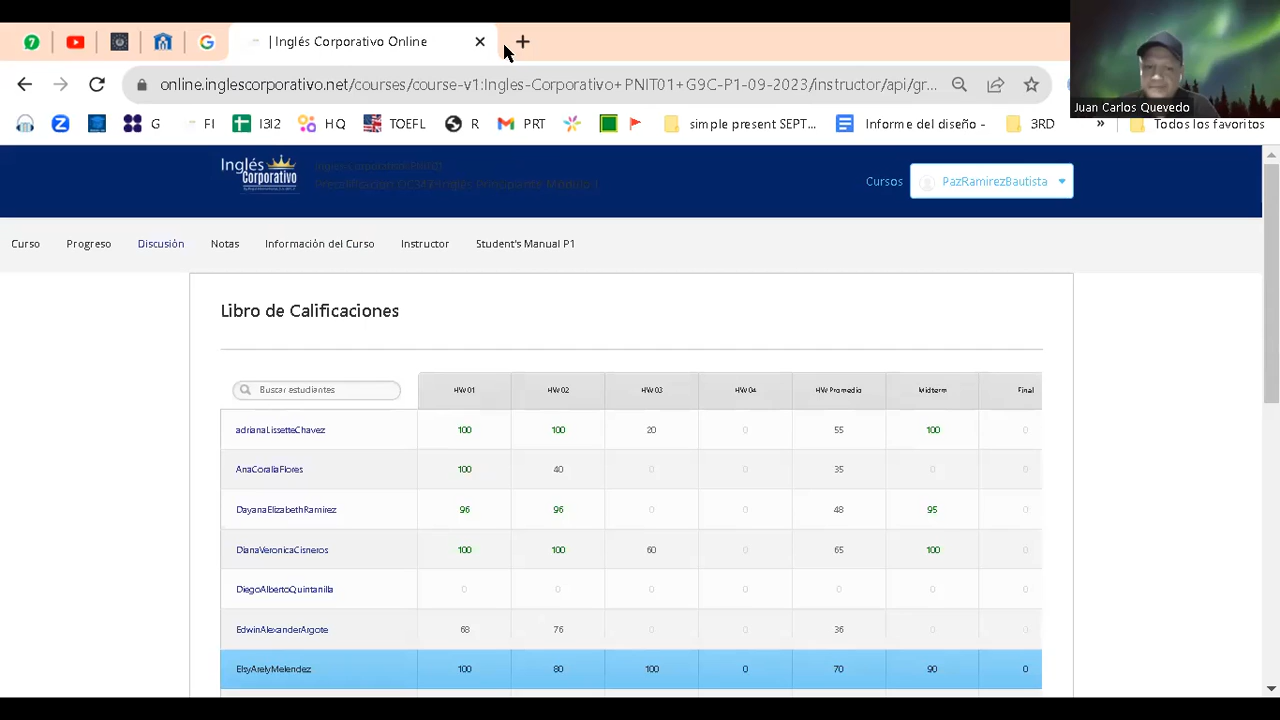 | Inglés Corporativo Online
online.inglescorporativo.net/courses/course-v1:Ingles-Corporativo+PNIT01+G9C-P1-09-2023/instructor/api/gr...
G FI I3I2 HQ TOEFL R PRT simple present SEPT... Informe del diseño - 3RD » Todos los favoritos
Juan Carlos Quevedo
Inglés Corporativo
Cursos PazRamirezBautista
Curso Progreso Discusión Notas Información del Curso Instructor Student's Manual P1
Libro de Calificaciones
Buscar estudiantes HW 01 HW 02 HW 03 HW 04 HW Promedio Midterm Final
adrianaLissetteChavez 100 100 20 0 55 100 0
AnaCoraliaFlores 100 40 0 0 35 0 0
DayanaElizabethRamirez 96 96 0 0 48 95 0
DianaVeronicaCisneros 100 100 60 0 65 100 0
DiegoAlbertoQuintanilla 0 0 0 0 0 0 0
EdwinAlexanderArgote 68 76 0 0 36 0 0
ElsyArelyMelendez 100 80 100 0 70 90 0